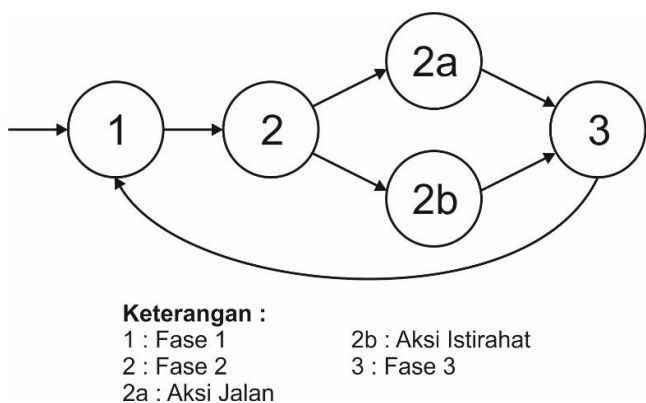 2a
1
2
3
2b
Keterangan :
1 : Fase 1
2 : Fase 2
2a : Aksi Jalan
2b : Aksi Istirahat
3 : Fase 3